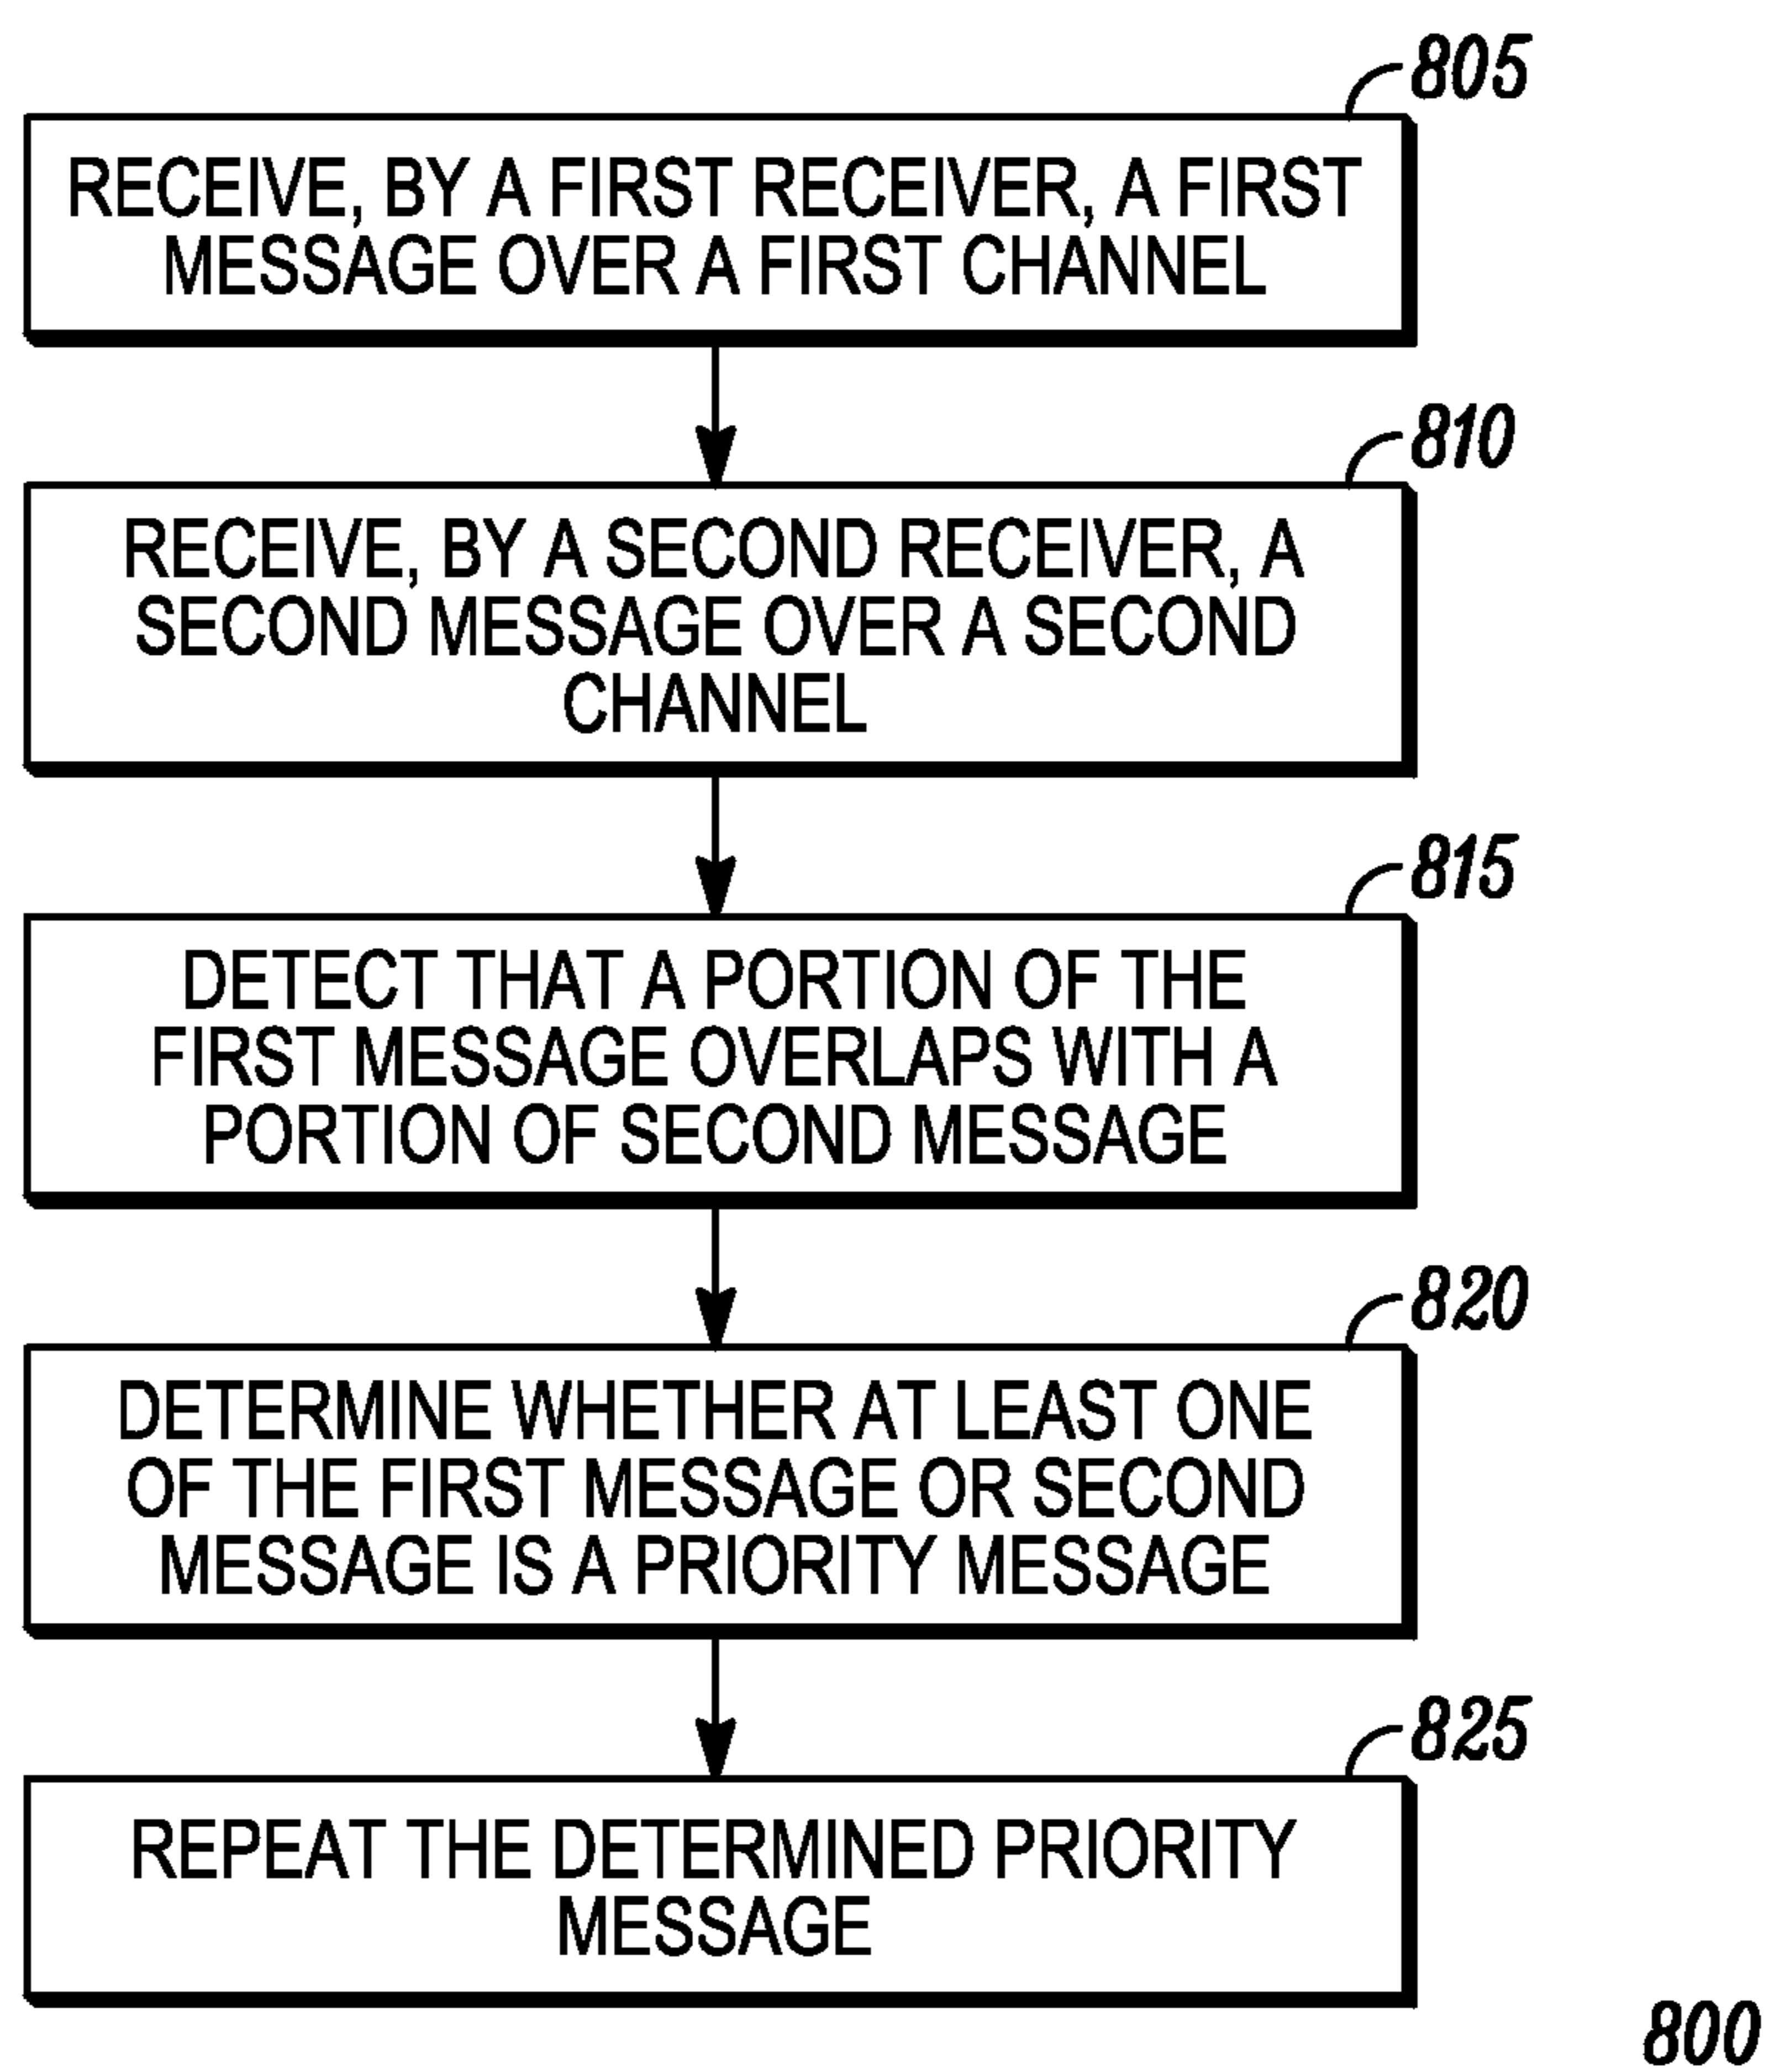 805
RECEIVE, BY A FIRST RECEIVER, A FIRST
MESSAGE OVER A FIRST CHANNEL
810
RECEIVE, BY A SECOND RECEIVER, A
SECOND MESSAGE OVER A SECOND
CHANNEL
815
DETECT THAT A PORTION OF THE
FIRST MESSAGE OVERLAPS WITH A
PORTION OF SECOND MESSAGE
820
DETERMINE WHETHER AT LEAST ONE
OF THE FIRST MESSAGE OR SECOND
MESSAGE IS A PRIORITY MESSAGE
825
REPEAT THE DETERMINED PRIORITY
MESSAGE
800